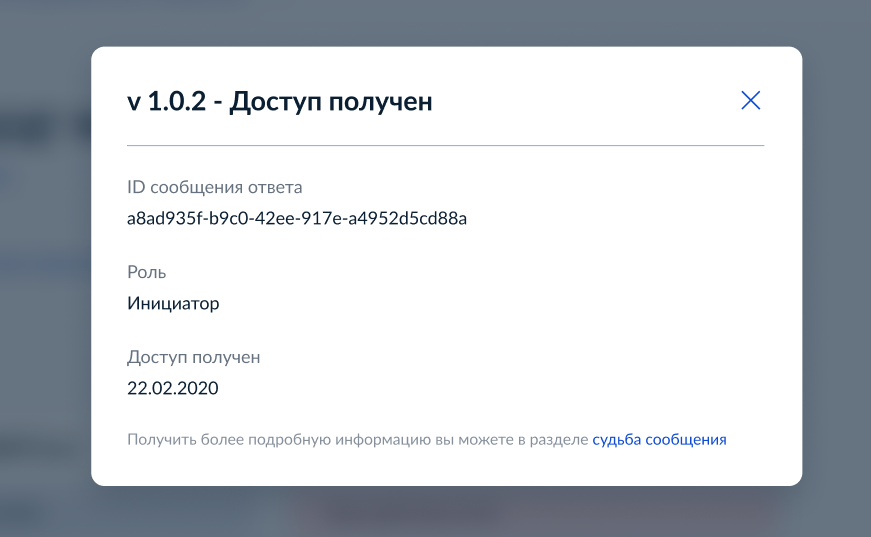 v 1.0.2 - Доступ получен
ID сообщения ответа
a8ad935f-b9c0-42ee-917e-a4952d5cd88a
Роль
Инициатор
Доступ получен
22.02.2020
Получить более подробную информацию вы можете в разделе судьба сообщения